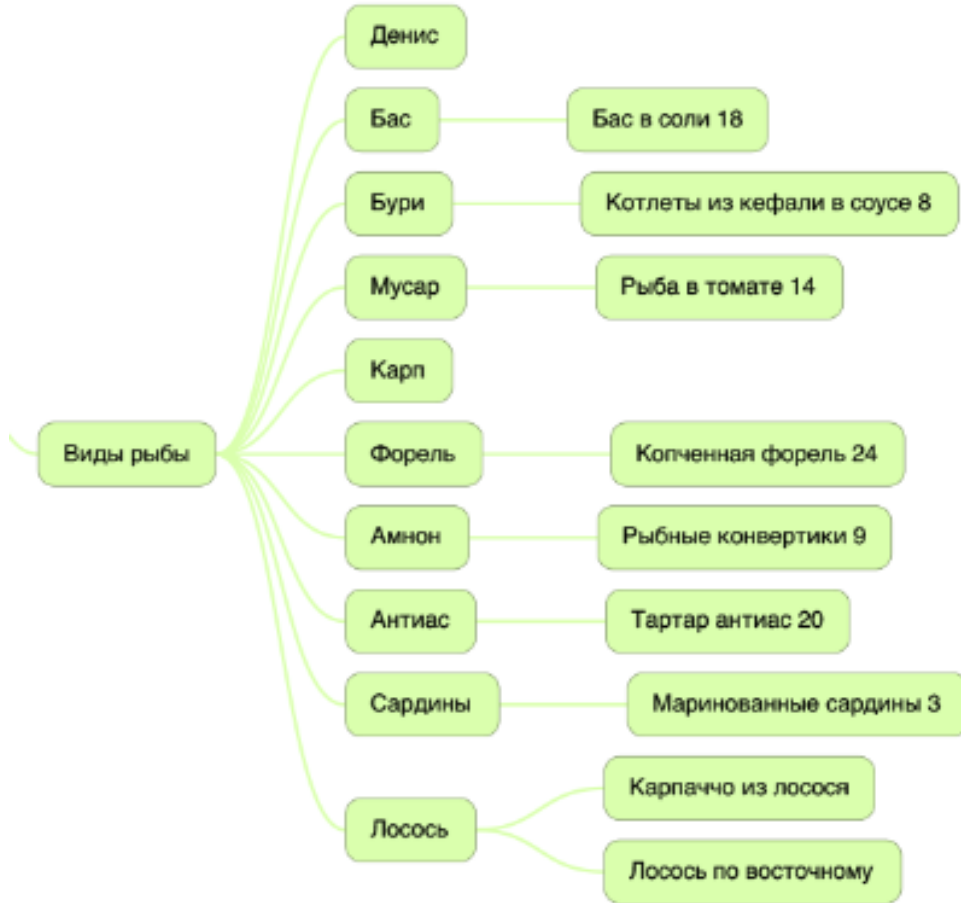 Денис
Бас
Бас в соли 18
Бури
Котлеты из кефали в соусе 8
Мусар
Рыба в томате 14
Карп
Виды рыбы
Форель
Копченная форель 24
Амнон
Рыбные конвертики 9
Антиас
Тартар антиас 20
Сардины
Маринованные сардины 3
Лосось
Карпаччо из лосося
Лосось по восточному